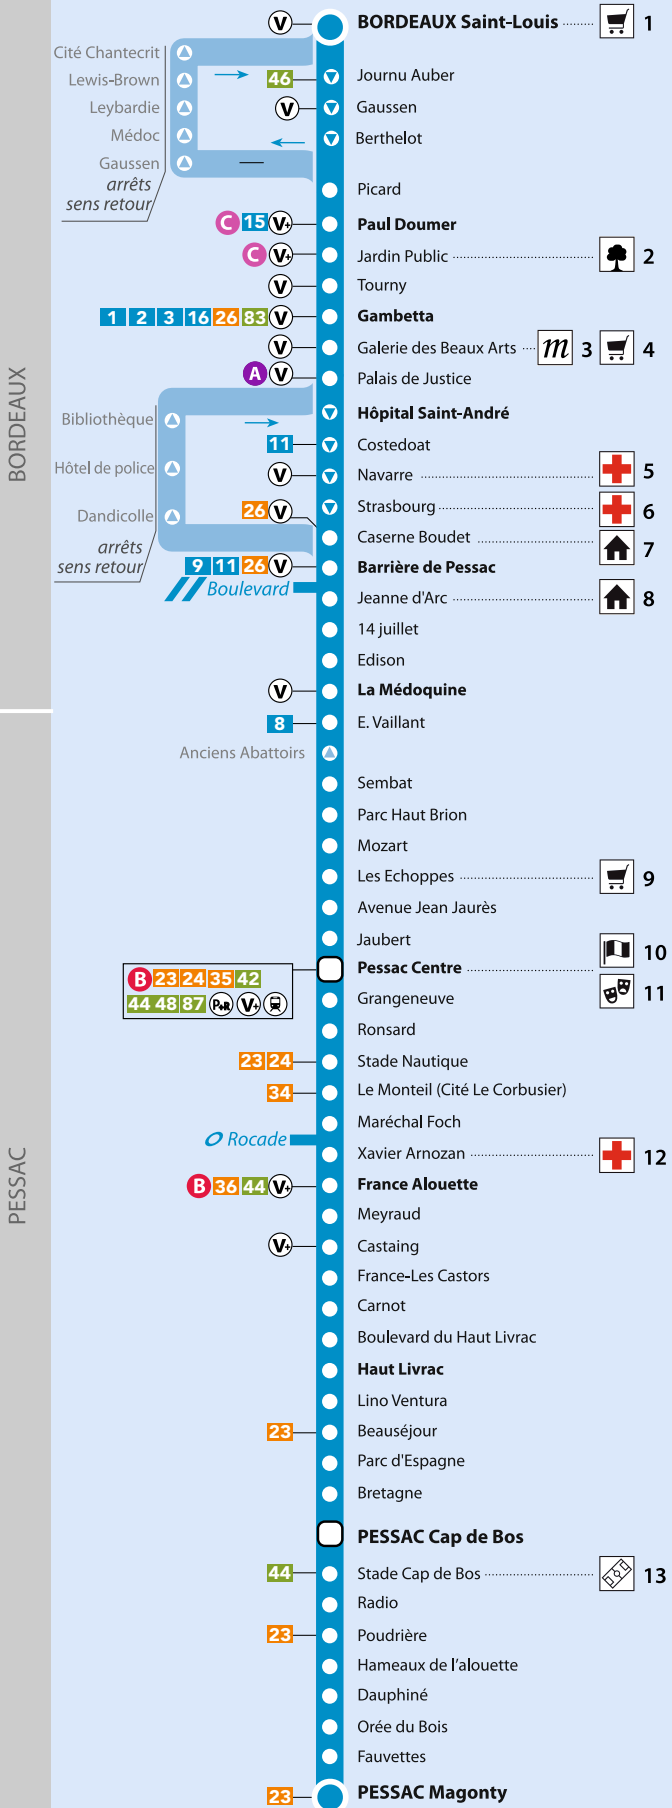 V
BORDEAUX Saint-Louis
1
Cité Chantecrit
Lewis-Brown
46
Journu Auber
Leybardie
V
Gaussen
Médoc
Berthelot
Gaussen
arrêts
sens retour
Picard
C 15 V+
Paul Doumer
C V+
Jardin Public
2
V
Tourny
1 2 3 16 26 83 V
Gambetta
V
Galerie des Beaux Arts
m 3
4
A V
Palais de Justice
BORDEAUX
Bibliothèque
Hôpital Saint-André
11
Costedoat
Hôtel de police
V
Navarre
5
Dandicolle
26 V
Strasbourg
6
arrêts
sens retour
Caserne Boudet
7
9 11 26 V
Barrière de Pessac
Boulevard
Jeanne d'Arc
8
14 juillet
Edison
V
La Médoquine
8
E. Vaillant
Anciens Abattoirs
Sembat
Parc Haut Brion
Mozart
Les Echoppes
9
Avenue Jean Jaurès
Jaubert
10
B 23 24 35 42
44 48 87 P+R V+
Pessac Centre
11
Grangeneuve
Ronsard
23 24
Stade Nautique
34
Le Monteil (Cité Le Corbusier)
Maréchal Foch
Rocade
PESSAC
Xavier Arnozan
12
B 36 44 V+
France Alouette
Meyraud
V+
Castaing
France-Les Castors
Carnot
Boulevard du Haut Livrac
Haut Livrac
Lino Ventura
23
Beauséjour
Parc d'Espagne
Bretagne
PESSAC Cap de Bos
44
Stade Cap de Bos
13
Radio
23
Poudrière
Hameaux de l'alouette
Dauphiné
Orée du Bois
Fauvettes
23
PESSAC Magonty